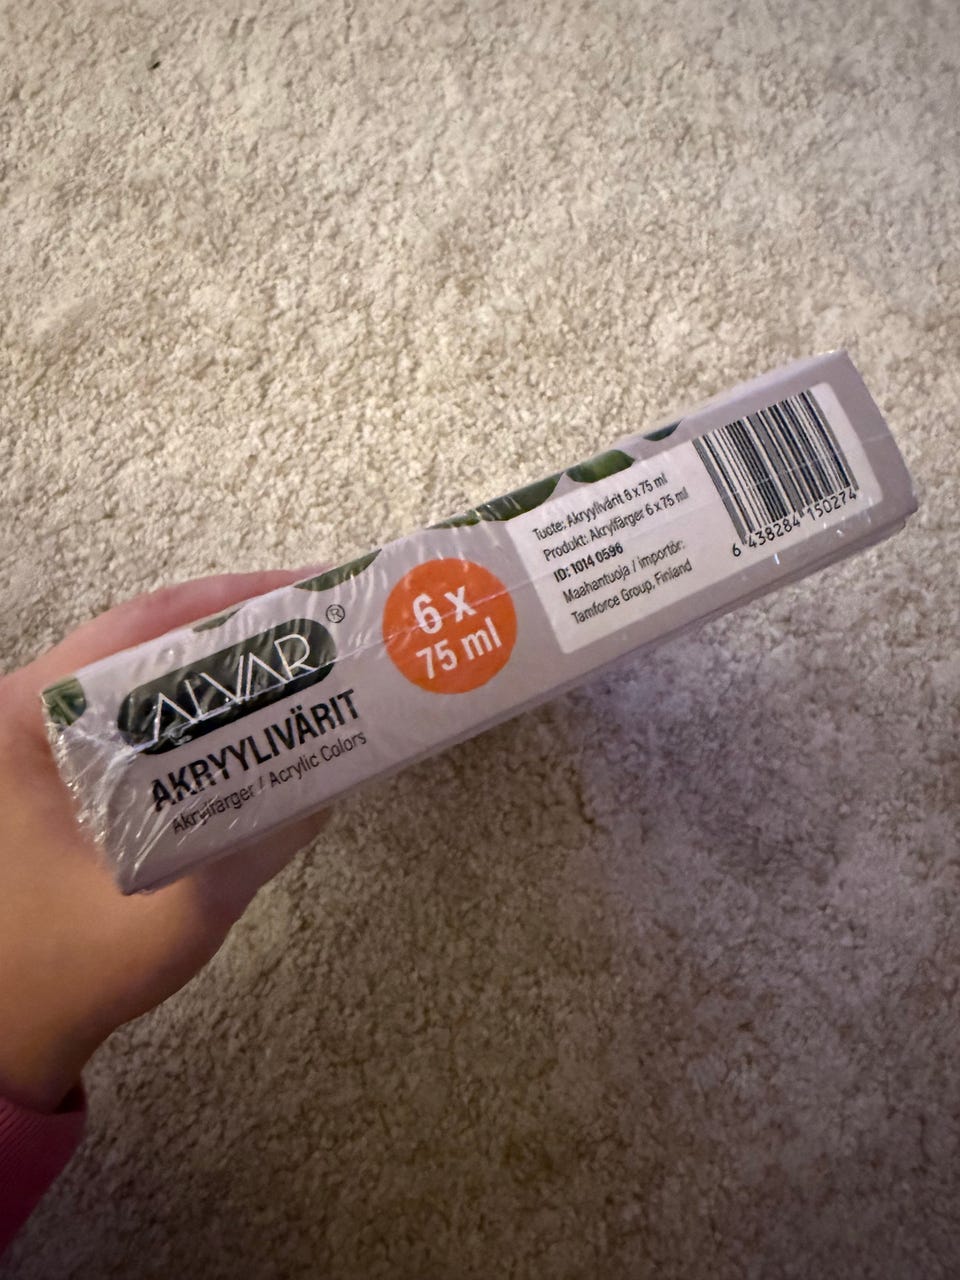 ALVAR ®
AKRYYLIVÄRIT
Akrylfärger / Acrylic Colors
6 x
75 ml
Tuote: Akryylivärit 6 x 75 ml
Produkt: Akrylfärger 6 x 75 ml
ID: 1014 0596
Maahantuoja / importör:
Tamforce Group, Finland
6 438284 150274